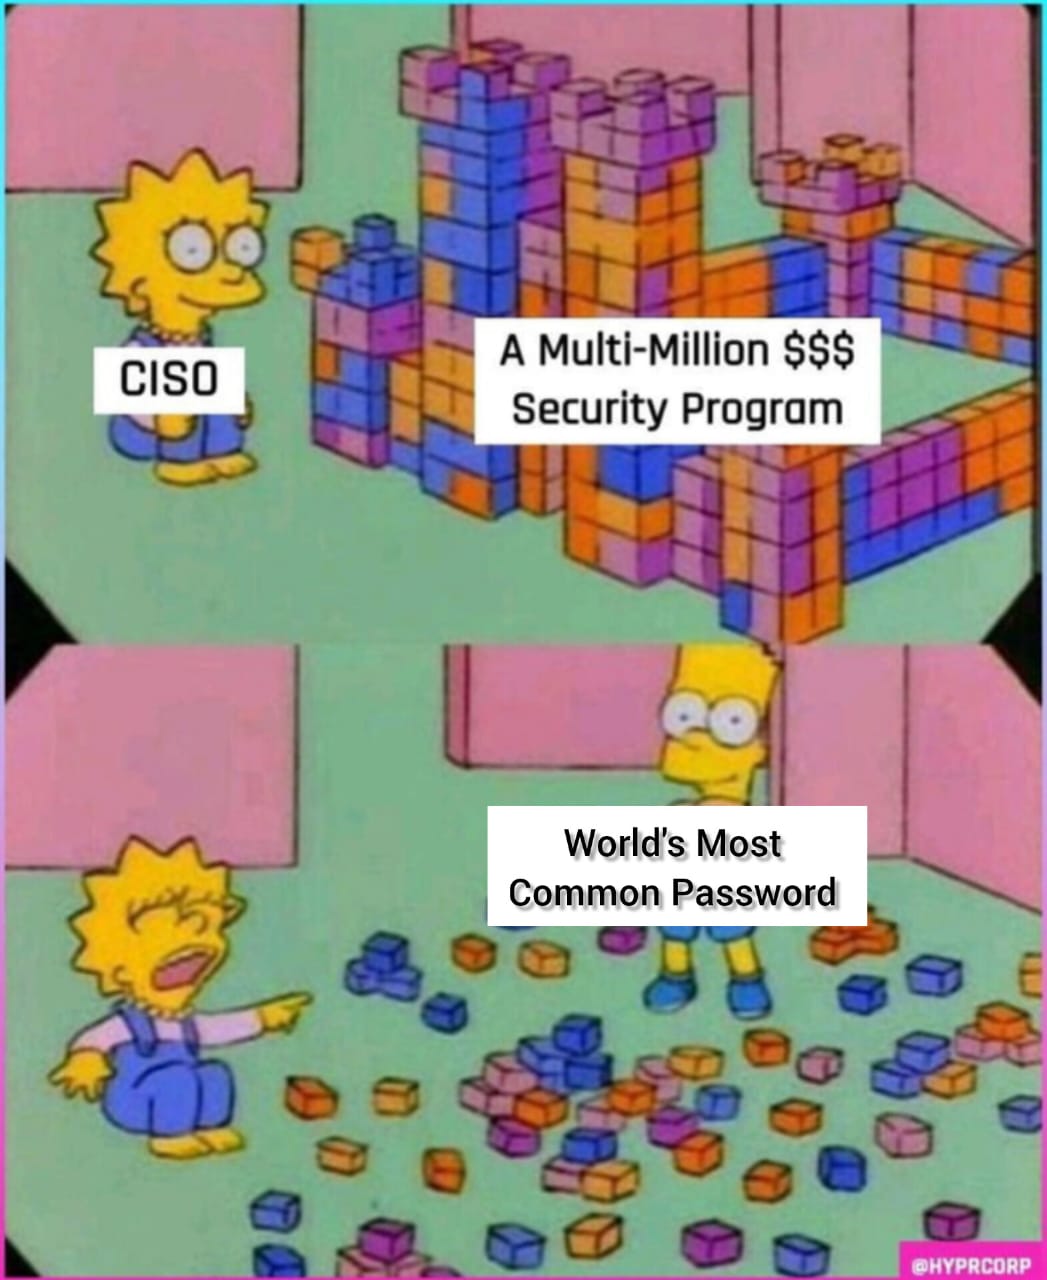 CISO
A Multi-Million $$$
Security Program
World's Most
Common Password
@HYPRCORP